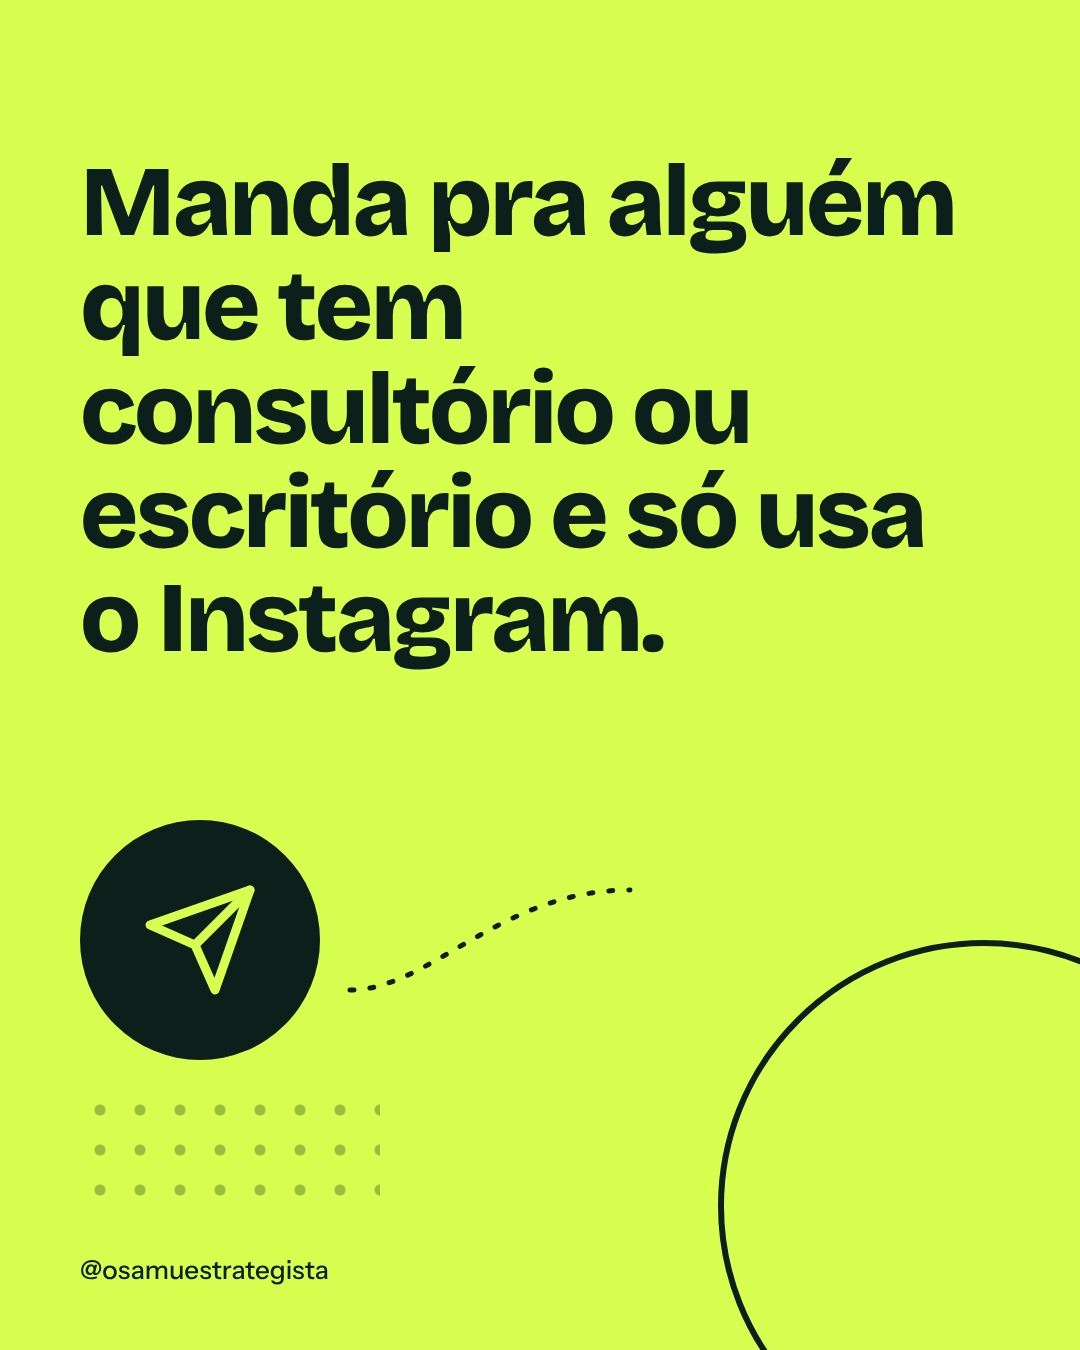 Manda pra alguém
que tem
consultório ou
escritório e só usa
o Instagram.
@osamuestrategista